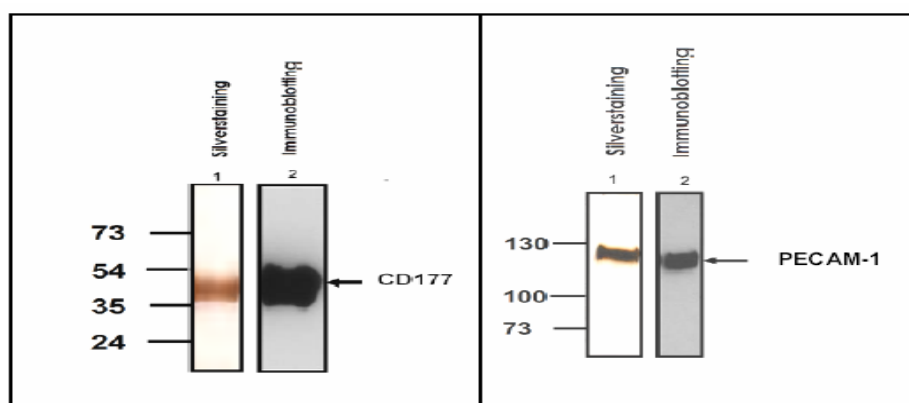 Silverstaining
Immunoblotting
1
2
73
54
35
24
CD177
Silverstaining
Immunoblotting
1
2
130
100
73
PECAM-1